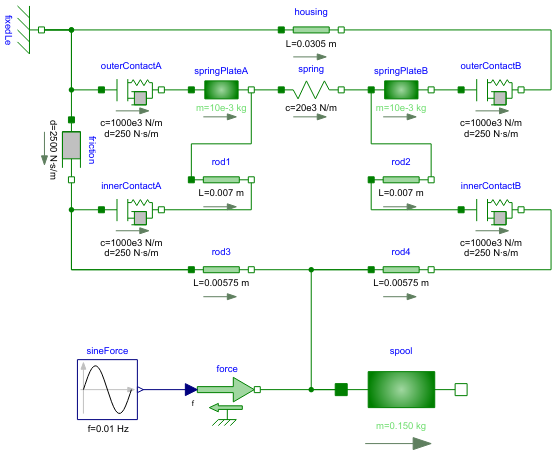 fixedLe
housing
L=0.0305 m
outerContactA
springPlateA
spring
springPlateB
outerContactB
m=10e-3 kg
c=20e3 N/m
m=10e-3 kg
c=1000e3 N/m
d=250 N·s/m
c=1000e3 N/m
d=250 N·s/m
d=2500 N·s/m
friction
rod1
rod2
L=0.007 m
L=0.007 m
innerContactA
innerContactB
c=1000e3 N/m
d=250 N·s/m
c=1000e3 N/m
d=250 N·s/m
rod3
rod4
L=0.00575 m
L=0.00575 m
sineForce
force
spool
f
f=0.01 Hz
m=0.150 kg